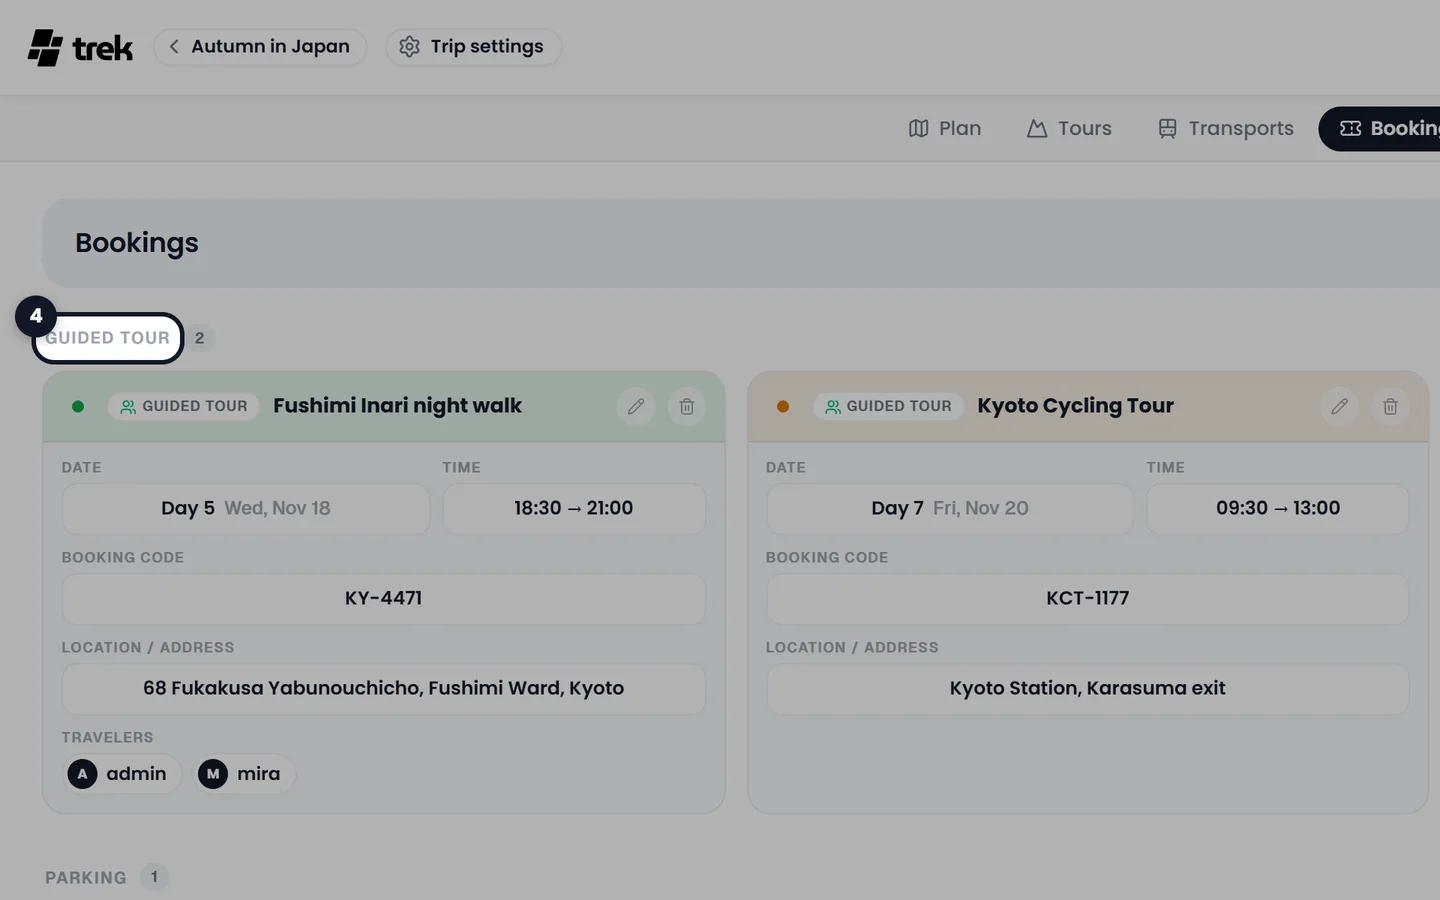 trek
Autumn in Japan
Trip settings
Plan
Tours
Transports
Booking
Bookings
4
GUIDED TOUR 2
GUIDED TOUR Fushimi Inari night walk
DATE TIME
Day 5 Wed, Nov 18 18:30 → 21:00
BOOKING CODE
KY-4471
LOCATION / ADDRESS
68 Fukakusa Yabunouchicho, Fushimi Ward, Kyoto
TRAVELERS
A admin M mira
GUIDED TOUR Kyoto Cycling Tour
DATE TIME
Day 7 Fri, Nov 20 09:30 → 13:00
BOOKING CODE
KCT-1177
LOCATION / ADDRESS
Kyoto Station, Karasuma exit
PARKING 1